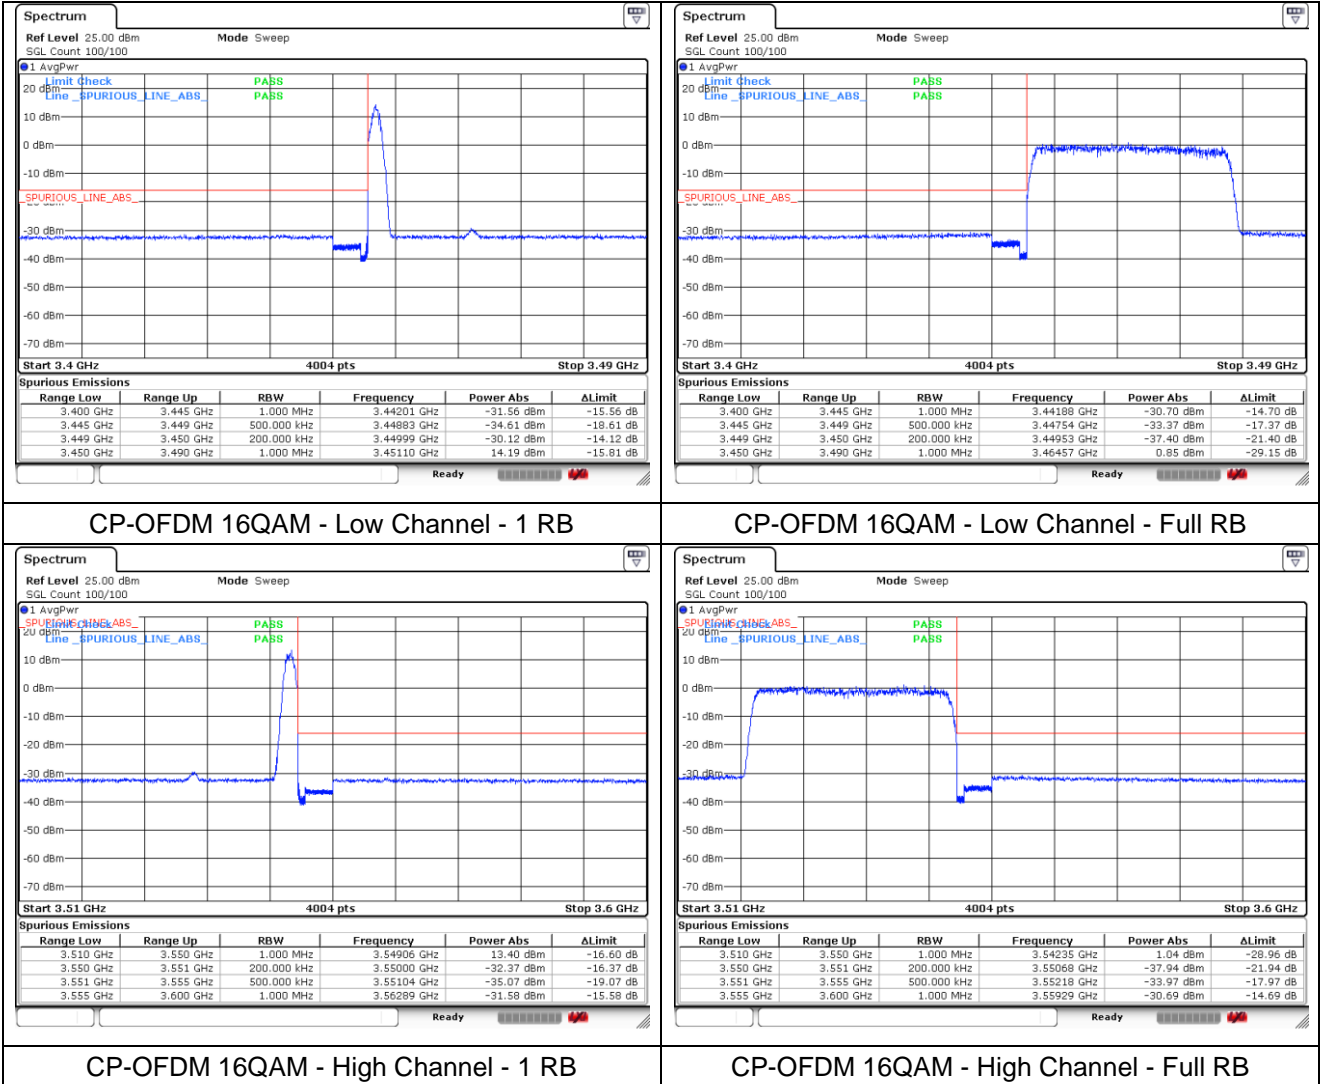 Spectrum
Ref Level 25.00 dBm Mode Sweep
SGL Count 100/100
1 AvgPwr
Limit Check PASS
20 dBm
Line _SPURIOUS_LINE_ABS_ PASS
10 dBm
0 dBm
-10 dBm
_SPURIOUS_LINE_ABS_
-30 dBm
-40 dBm
-50 dBm
-60 dBm
-70 dBm
Start 3.4 GHz 4004 pts Stop 3.49 GHz
Spurious Emissions
Range Low Range Up RBW Frequency Power Abs ΔLimit
3.400 GHz 3.445 GHz 1.000 MHz 3.44201 GHz -31.56 dBm -15.56 dB
3.445 GHz 3.449 GHz 500.000 kHz 3.44883 GHz -34.61 dBm -18.61 dB
3.449 GHz 3.450 GHz 200.000 kHz 3.44999 GHz -30.12 dBm -14.12 dB
3.450 GHz 3.490 GHz 1.000 MHz 3.45110 GHz 14.19 dBm -15.81 dB
Ready
CP-OFDM 16QAM - Low Channel - 1 RB
Spectrum
Ref Level 25.00 dBm Mode Sweep
SGL Count 100/100
1 AvgPwr
Limit Check PASS
20 dBm
Line _SPURIOUS_LINE_ABS_ PASS
10 dBm
0 dBm
-10 dBm
_SPURIOUS_LINE_ABS_
-30 dBm
-40 dBm
-50 dBm
-60 dBm
-70 dBm
Start 3.4 GHz 4004 pts Stop 3.49 GHz
Spurious Emissions
Range Low Range Up RBW Frequency Power Abs ΔLimit
3.400 GHz 3.445 GHz 1.000 MHz 3.44188 GHz -30.70 dBm -14.70 dB
3.445 GHz 3.449 GHz 500.000 kHz 3.44754 GHz -33.37 dBm -17.37 dB
3.449 GHz 3.450 GHz 200.000 kHz 3.44953 GHz -37.40 dBm -21.40 dB
3.450 GHz 3.490 GHz 1.000 MHz 3.46457 GHz 0.85 dBm -29.15 dB
Ready
CP-OFDM 16QAM - Low Channel - Full RB
Spectrum
Ref Level 25.00 dBm Mode Sweep
SGL Count 100/100
1 AvgPwr
_SPURIOUS_LINE_ABS_
Limit Check PASS
20 dBm
Line _SPURIOUS_LINE_ABS_ PASS
10 dBm
0 dBm
-10 dBm
-20 dBm
-30 dBm
-40 dBm
-50 dBm
-60 dBm
-70 dBm
Start 3.51 GHz 4004 pts Stop 3.6 GHz
Spurious Emissions
Range Low Range Up RBW Frequency Power Abs ΔLimit
3.510 GHz 3.550 GHz 1.000 MHz 3.54906 GHz 13.40 dBm -16.60 dB
3.550 GHz 3.551 GHz 200.000 kHz 3.55000 GHz -32.37 dBm -16.37 dB
3.551 GHz 3.555 GHz 500.000 kHz 3.55104 GHz -35.07 dBm -19.07 dB
3.555 GHz 3.600 GHz 1.000 MHz 3.56289 GHz -31.58 dBm -15.58 dB
Ready
CP-OFDM 16QAM - High Channel - 1 RB
Spectrum
Ref Level 25.00 dBm Mode Sweep
SGL Count 100/100
1 AvgPwr
_SPURIOUS_LINE_ABS_
Limit Check PASS
20 dBm
Line _SPURIOUS_LINE_ABS_ PASS
10 dBm
0 dBm
-10 dBm
-20 dBm
-30 dBm
-40 dBm
-50 dBm
-60 dBm
-70 dBm
Start 3.51 GHz 4004 pts Stop 3.6 GHz
Spurious Emissions
Range Low Range Up RBW Frequency Power Abs ΔLimit
3.510 GHz 3.550 GHz 1.000 MHz 3.54235 GHz 1.04 dBm -28.96 dB
3.550 GHz 3.551 GHz 200.000 kHz 3.55068 GHz -37.94 dBm -21.94 dB
3.551 GHz 3.555 GHz 500.000 kHz 3.55218 GHz -33.97 dBm -17.97 dB
3.555 GHz 3.600 GHz 1.000 MHz 3.55929 GHz -30.69 dBm -14.69 dB
Ready
CP-OFDM 16QAM - High Channel - Full RB